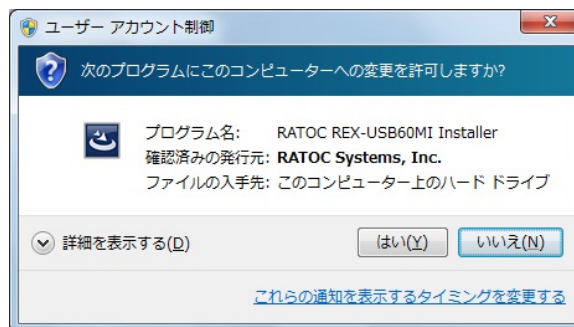 ユーザー アカウント制御
次のプログラムにこのコンピューターへの変更を許可しますか?
プログラム名: RATOC REX-USB60MI Installer
確認済みの発行元: RATOC Systems, Inc.
ファイルの入手先: このコンピューター上のハード ドライブ
詳細を表示する(D) はい(Y) いいえ(N)
これらの通知を表示するタイミングを変更する